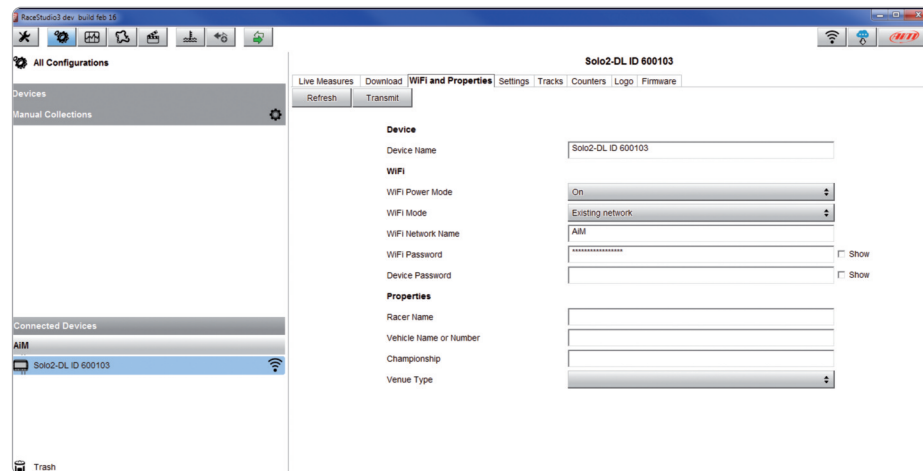 RaceStudio3 dev build feb 16
AiM
All Configurations
Solo2-DL ID 600103
Live Measures Download WiFi and Properties Settings Tracks Counters Logo Firmware
Devices
Refresh Transmit
Manual Collections
Device
Device Name Solo2-DL ID 600103
WiFi
WiFi Power Mode On
WiFi Mode Existing network
WiFi Network Name AiM
WiFi Password ***************** Show
Device Password Show
Properties
Racer Name
Connected Devices
Vehicle Name or Number
AiM
Championship
Solo2-DL ID 600103
Venue Type
Trash